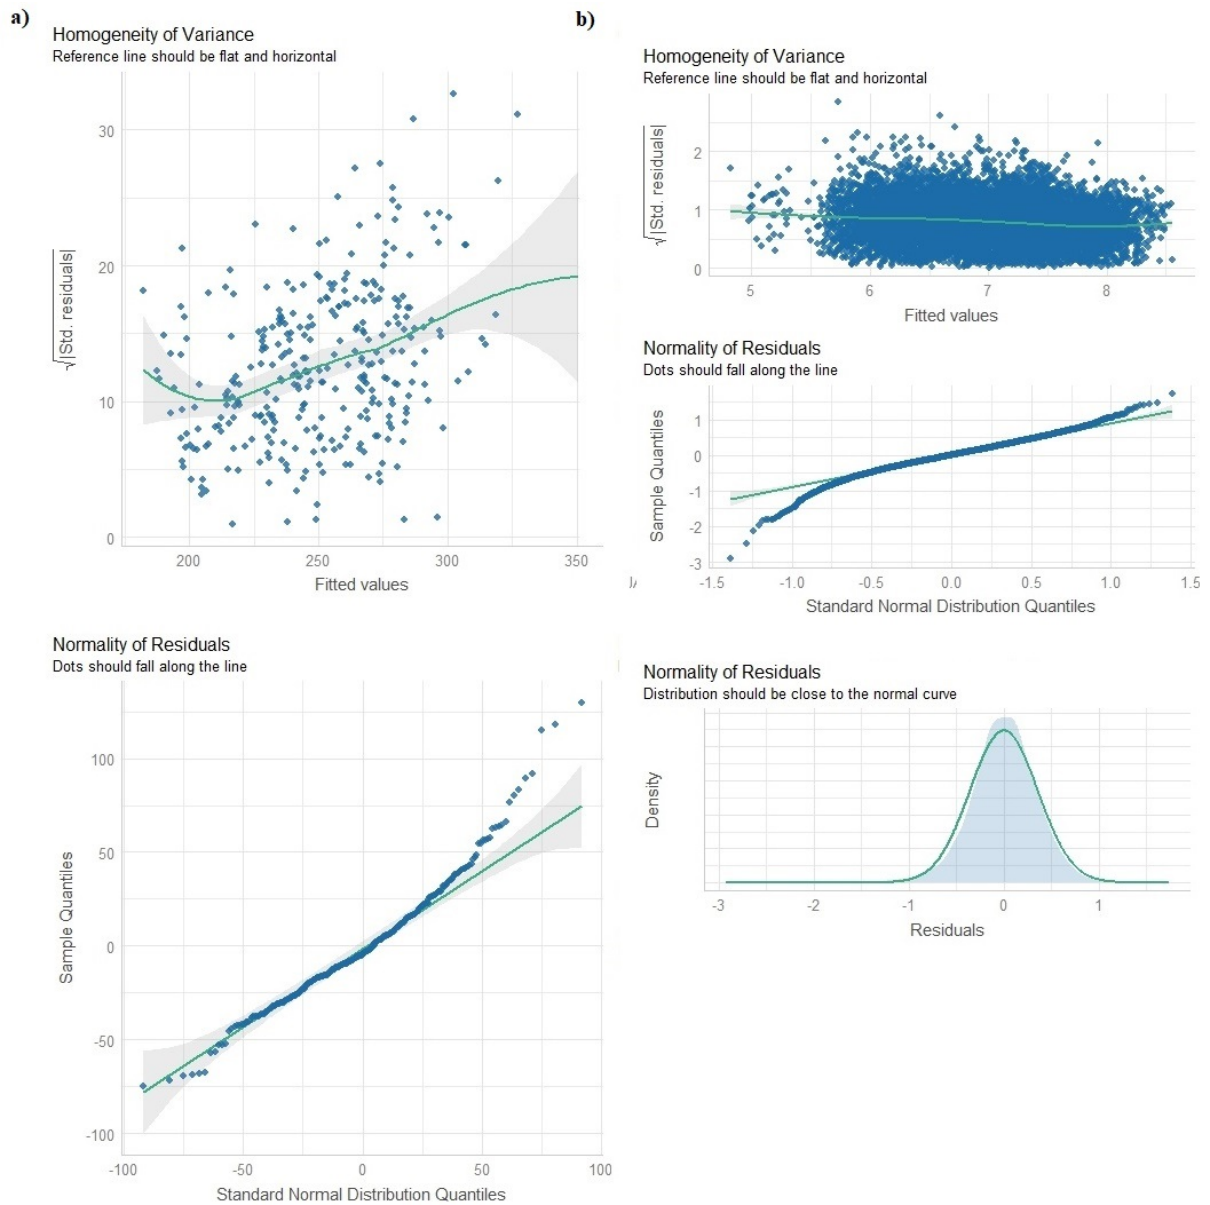 a)
Homogeneity of Variance
Reference line should be flat and horizontal
√|Std. residuals|
30
20
10
0
200
250
300
350
Fitted values
Normality of Residuals
Dots should fall along the line
Sample Quantiles
100
50
0
-50
-100
-100
-50
0
50
100
Standard Normal Distribution Quantiles
b)
Homogeneity of Variance
Reference line should be flat and horizontal
√|Std. residuals|
2
1
0
5
6
7
8
Fitted values
Normality of Residuals
Dots should fall along the line
Sample Quantiles
1
0
-1
-2
-3
-1.5
-1.0
-0.5
0.0
0.5
1.0
1.5
Standard Normal Distribution Quantiles
Normality of Residuals
Distribution should be close to the normal curve
Density
-3
-2
-1
0
1
Residuals